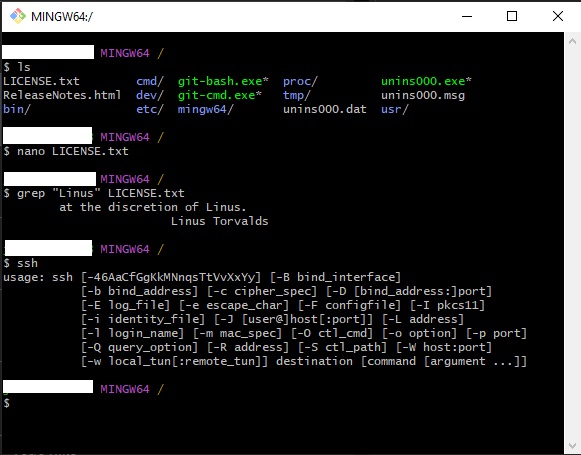 MINGW64:/
MINGW64 /
$ ls
LICENSE.txt cmd/ git-bash.exe* proc/ unins000.exe*
ReleaseNotes.html dev/ git-cmd.exe* tmp/ unins000.msg
bin/ etc/ mingw64/ unins000.dat usr/
MINGW64 /
$ nano LICENSE.txt
MINGW64 /
$ grep "Linus" LICENSE.txt
at the discretion of Linus.
Linus Torvalds
MINGW64 /
$ ssh
usage: ssh [-46AaCfGgKkMNnqsTtVvXxYy] [-B bind_interface]
[-b bind_address] [-c cipher_spec] [-D [bind_address:]port]
[-E log_file] [-e escape_char] [-F configfile] [-I pkcs11]
[-i identity_file] [-J [user@]host[:port]] [-L address]
[-l login_name] [-m mac_spec] [-O ctl_cmd] [-o option] [-p port]
[-Q query_option] [-R address] [-S ctl_path] [-W host:port]
[-w local_tun[:remote_tun]] destination [command [argument ...]]
MINGW64 /
$